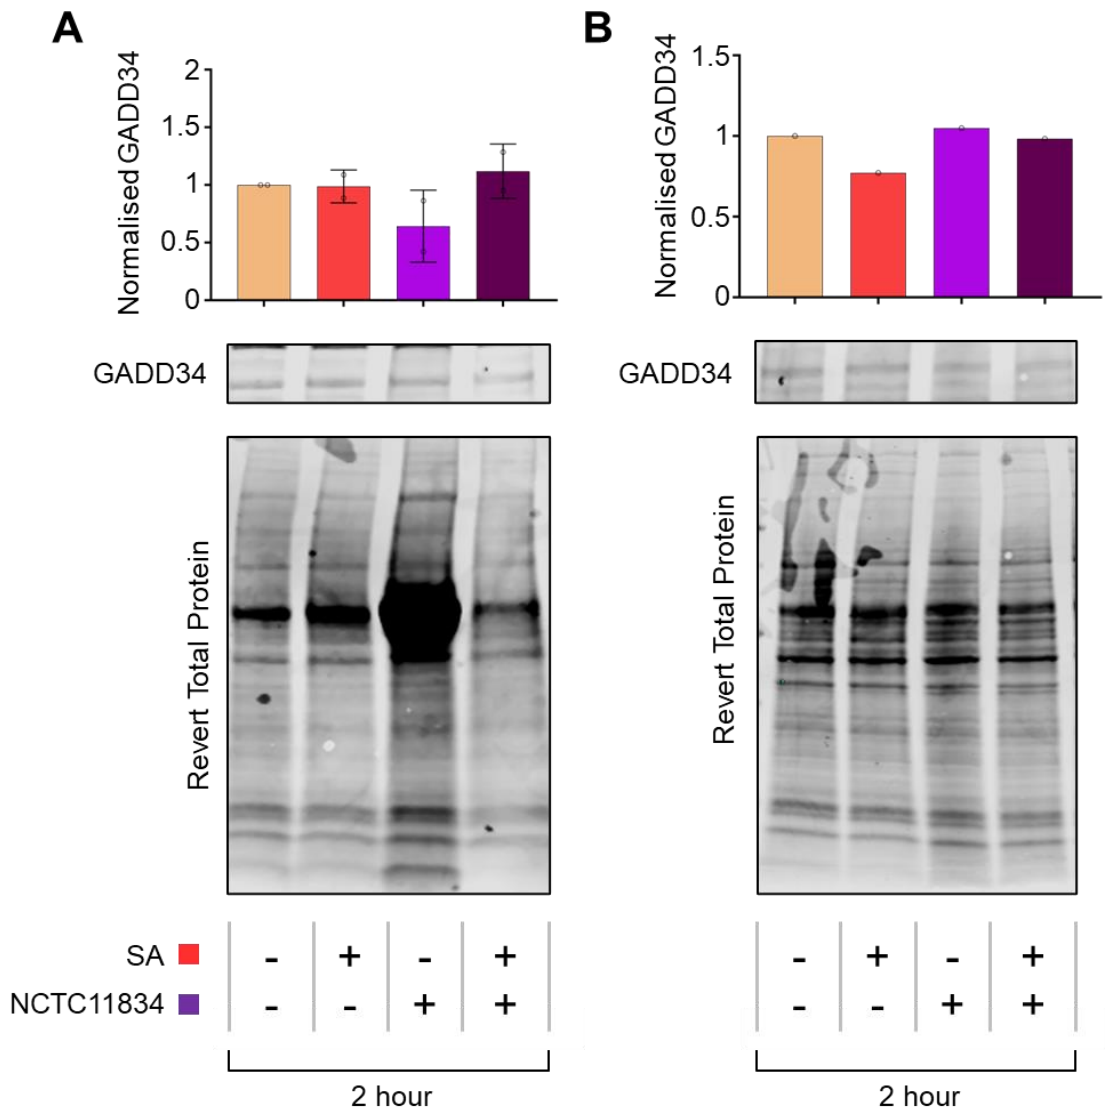 A
B
Normalised GADD34
2
1.5
1
0.5
0
Normalised GADD34
1.5
1
0.5
0
GADD34
GADD34
Revert Total Protein
Revert Total Protein
SA - + - + - + - +
NCTC11834 - - + + - - + +
2 hour
2 hour